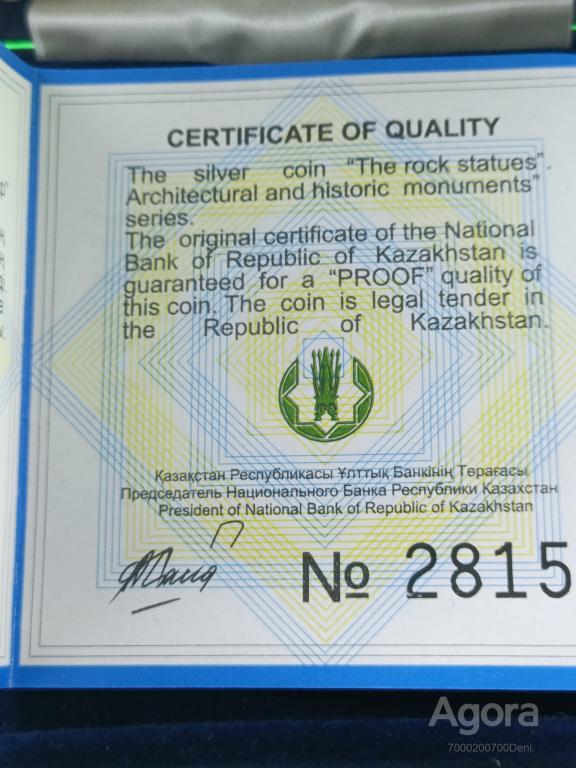 CERTIFICATE OF QUALITY
The silver coin "The rock statues".
Architectural and historic monuments"
series.
The original certificate of the National
Bank of Republic of Kazakhstan is
guaranteed for a "PROOF" quality of
this coin. The coin is legal tender in
the Republic of Kazakhstan.
Қазақстан Республикасы Ұлттық Банкінің Төрағасы
Председатель Национального Банка Республики Казахстан
President of National Bank of Republic of Kazakhstan
№ 2815
Agora
7000200700Deni.